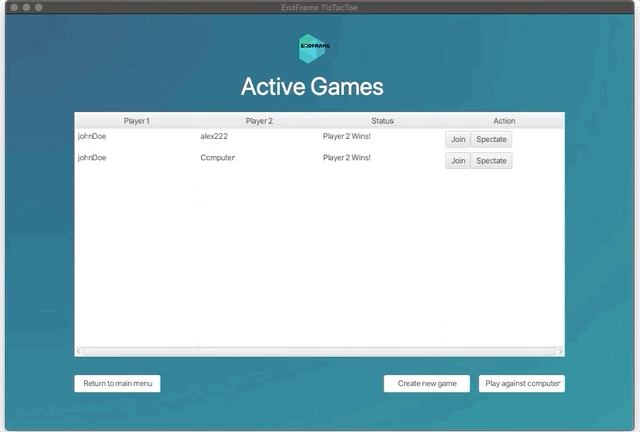 EndFrame TicTacToe
ENDFRAME
Active Games
Player 1 Player 2 Status Action
johnDoe alex222 Player 2 Wins! Join Spectate
johnDoe Computer Player 2 Wins! Join Spectate
Return to main menu Create new game Play against computer